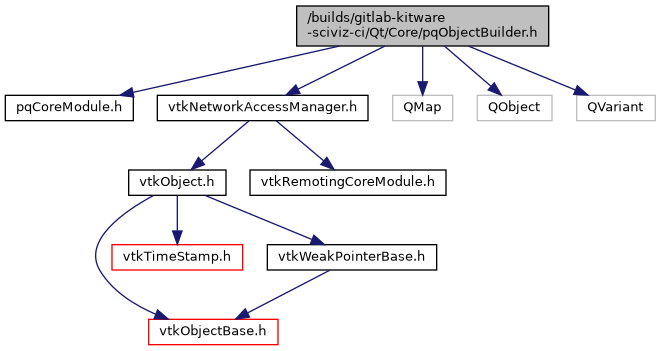 /builds/gitlab-kitware
-sciviz-ci/Qt/Core/pqObjectBuilder.h
pqCoreModule.h
vtkNetworkAccessManager.h
QMap
QObject
QVariant
vtkObject.h
vtkRemotingCoreModule.h
vtkTimeStamp.h
vtkWeakPointerBase.h
vtkObjectBase.h